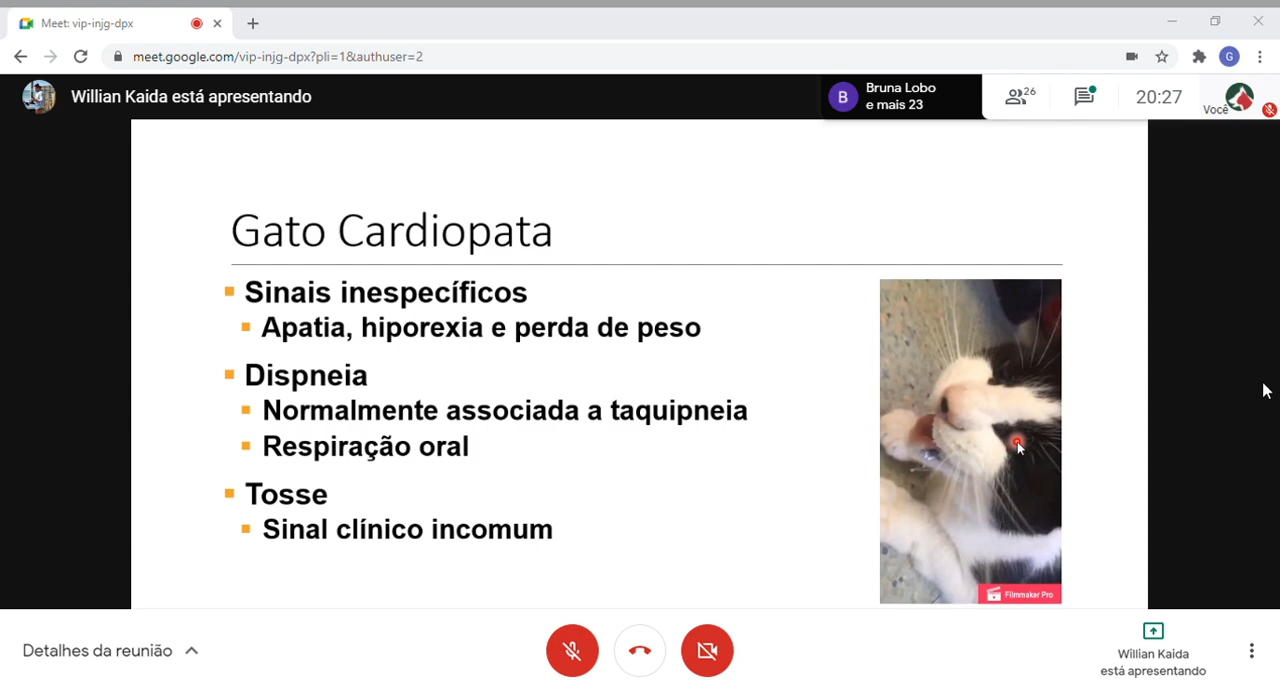 Meet: vip-injg-dpx
meet.google.com/vip-injg-dpx?pli=1&authuser=2
G
Willian Kaida está apresentando
B
Bruna Lobo
e mais 23
26
20:27
Você
Gato Cardiopata
Sinais inespecíficos
Apatia, hiporexia e perda de peso
Dispneia
Normalmente associada a taquipneia
Respiração oral
Tosse
Sinal clínico incomum
Filmmaker Pro
Detalhes da reunião
Willian Kaida
está apresentando